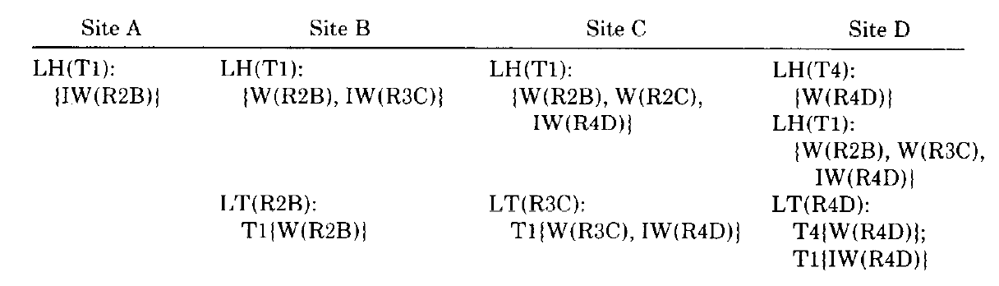 Site A Site B Site C Site D
LH(T1): LH(T1): LH(T1): LH(T4):
{IW(R2B)} {W(R2B), IW(R3C)} {W(R2B), W(R2C), {W(R4D)}
IW(R4D)} LH(T1):
{W(R2B), W(R3C),
IW(R4D)}
LT(R2B): LT(R3C): LT(R4D):
T1{W(R2B)} T1{W(R3C), IW(R4D)} T4{W(R4D)};
T1{IW(R4D)}